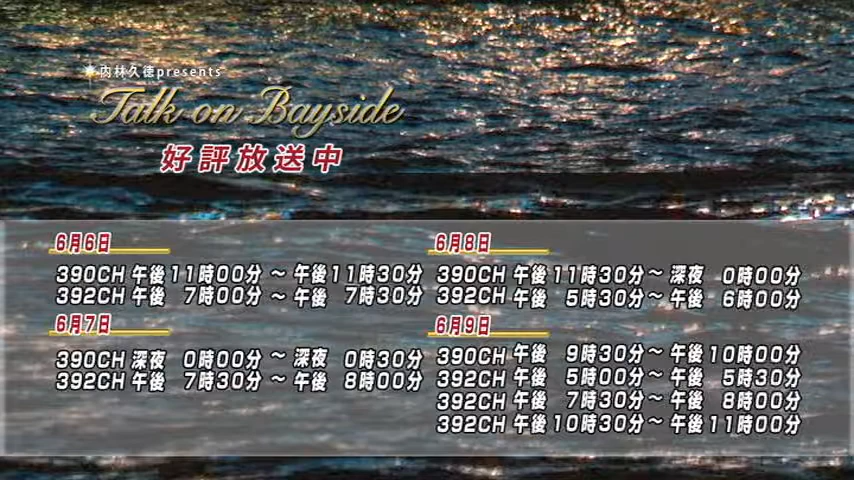 内林久徳presents
Talk on Bayside
好評放送中
6月6日
390CH 午後 11時00分 ～ 午後 11時30分
392CH 午後 7時00分 ～ 午後 7時30分
6月7日
390CH 深夜 0時00分 ～ 深夜 0時30分
392CH 午後 7時30分 ～ 午後 8時00分
6月8日
390CH 午後 11時30分 ～ 深夜 0時00分
392CH 午後 5時30分 ～ 午後 6時00分
6月9日
390CH 午後 9時30分 ～ 午後 10時00分
392CH 午後 5時00分 ～ 午後 5時30分
392CH 午後 7時30分 ～ 午後 8時00分
392CH 午後 10時30分 ～ 午後 11時00分